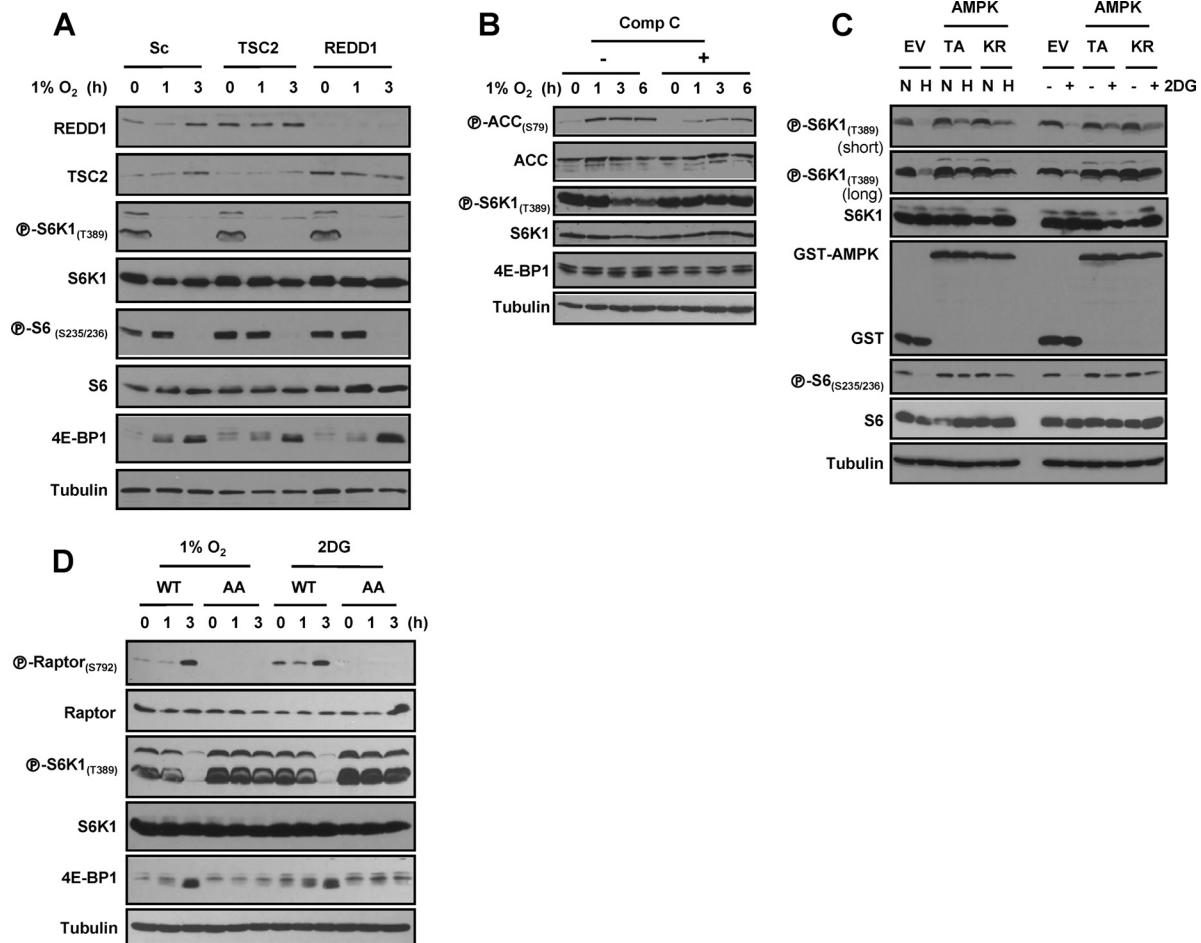 A
Sc TSC2 REDD1
1% O₂ (h) 0 1 3 0 1 3 0 1 3
REDD1
TSC2
Ⓟ-S6K1(T389)
S6K1
Ⓟ-S6 (S235/236)
S6
4E-BP1
Tubulin
B
Comp C
- +
1% O₂ (h) 0 1 3 6 0 1 3 6
Ⓟ-ACC(S79)
ACC
Ⓟ-S6K1(T389)
S6K1
4E-BP1
Tubulin
C
AMPK AMPK
EV TA KR EV TA KR
N H N H N H - + - + - + 2DG
Ⓟ-S6K1(T389)
(short)
Ⓟ-S6K1(T389)
(long)
S6K1
GST-AMPK
GST
Ⓟ-S6(S235/236)
S6
Tubulin
D
1% O₂ 2DG
WT AA WT AA
0 1 3 0 1 3 0 1 3 0 1 3 (h)
Ⓟ-Raptor(S792)
Raptor
Ⓟ-S6K1(T389)
S6K1
4E-BP1
Tubulin